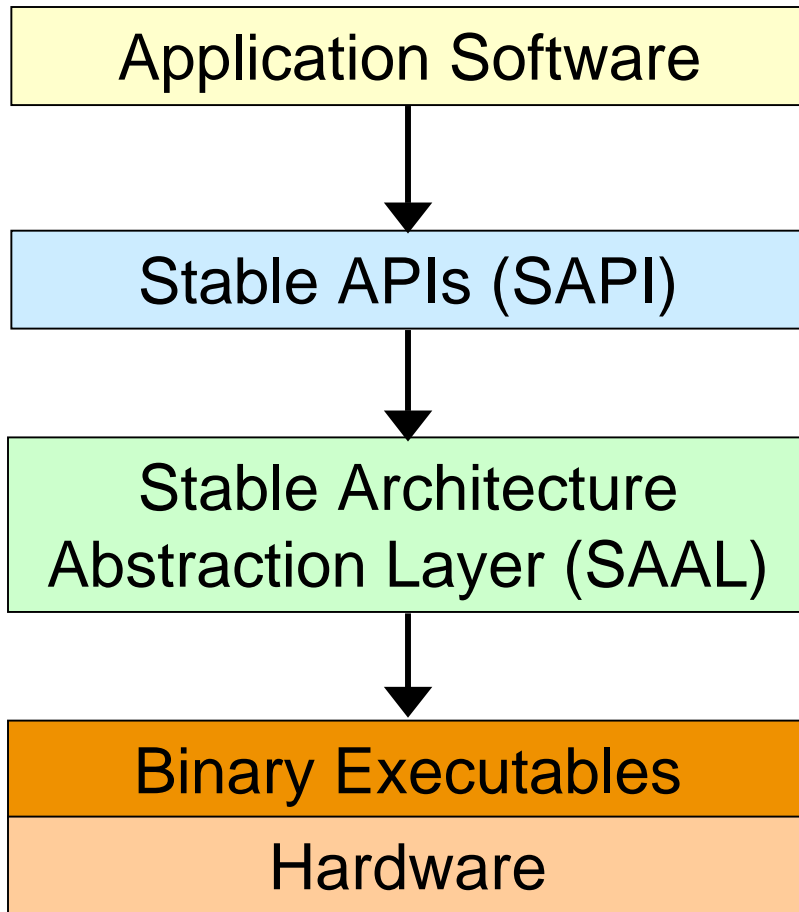 Application Software
Stable APIs (SAPI)
Stable Architecture
Abstraction Layer (SAAL)
Binary Executables
Hardware